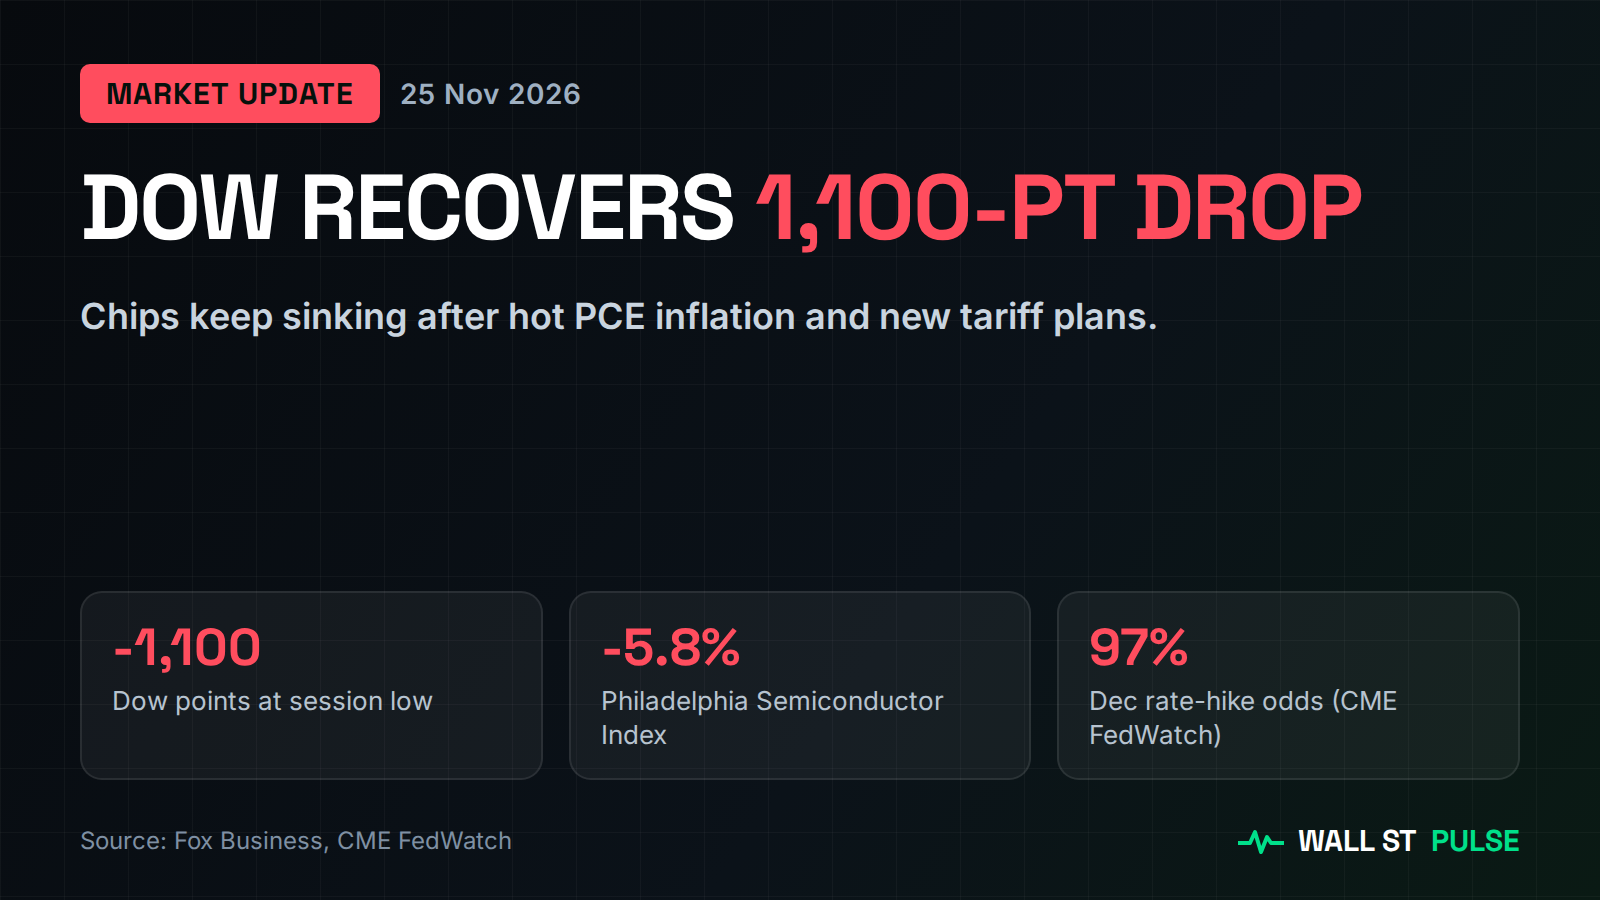 MARKET UPDATE 25 Nov 2026
DOW RECOVERS 1,100-PT DROP
Chips keep sinking after hot PCE inflation and new tariff plans.
-1,100
Dow points at session low
-5.8%
Philadelphia Semiconductor
Index
97%
Dec rate-hike odds (CME
FedWatch)
Source: Fox Business, CME FedWatch
WALL ST PULSE